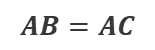 AB = AC